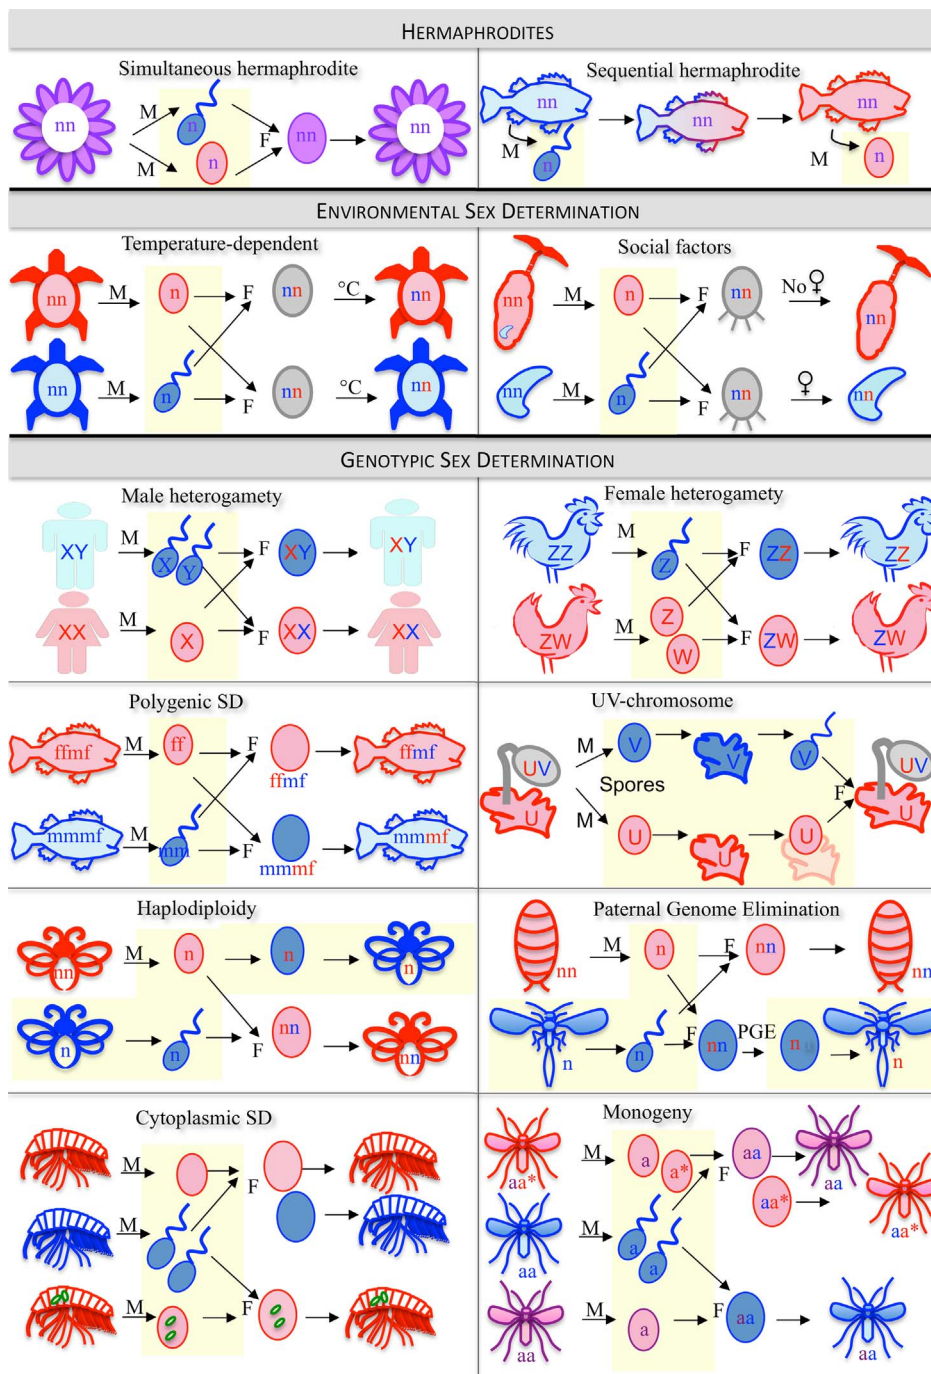 HERMAPHRODITES
Simultaneous hermaphrodite
nn
M
M
n
n
F
nn
nn
Sequential hermaphrodite
nn
M
n
nn
nn
M
n
ENVIRONMENTAL SEX DETERMINATION
Temperature-dependent
nn
M
n
F
nn
°C
nn
nn
M
n
F
nn
°C
nn
Social factors
nn
M
n
F
nn
No ♀
nn
nn
M
n
F
nn
♀
nn
GENOTYPIC SEX DETERMINATION
Male heterogamety
XY
M
X
Y
F
XY
XY
XX
M
X
F
XX
XX
Female heterogamety
ZZ
M
Z
F
ZZ
ZZ
ZW
M
Z
W
F
ZW
ZW
Polygenic SD
ffmf
M
ff
F
ffmf
ffmf
mmmf
M
mm
F
mmmf
mmmf
UV-chromosome
UV
U
M
V
V
V
Spores
M
U
U
U
F
UV
U
Haplodiploidy
nn
M
n
n
n
n
n
F
nn
nn
Paternal Genome Elimination
nn
M
n
F
nn
nn
n
n
F
nn
PGE
n
n
Cytoplasmic SD
M
F
M
M
F
Monogeny
aa*
M
a
a*
F
aa
aa
aa*
aa*
aa
M
a
a
aa
M
a
F
aa
aa